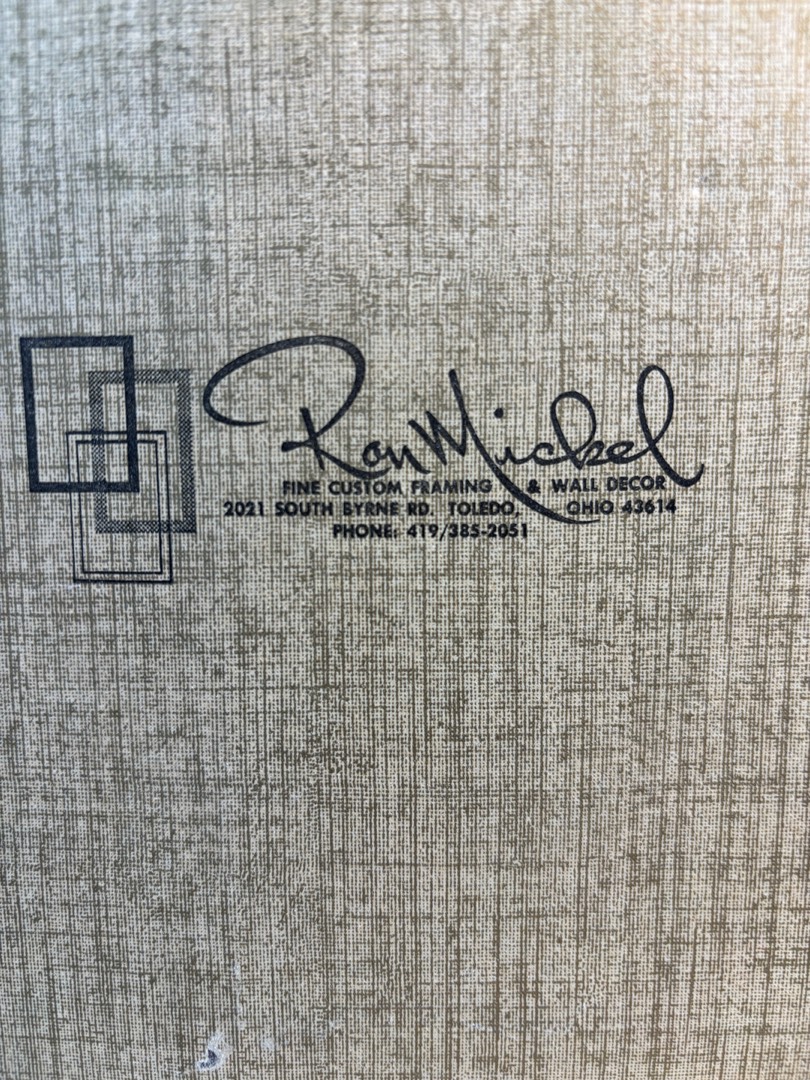 Ron Mickel
FINE CUSTOM FRAMING & WALL DECOR
2021 SOUTH BYRNE RD. TOLEDO, OHIO 43614
PHONE: 419/385-2051